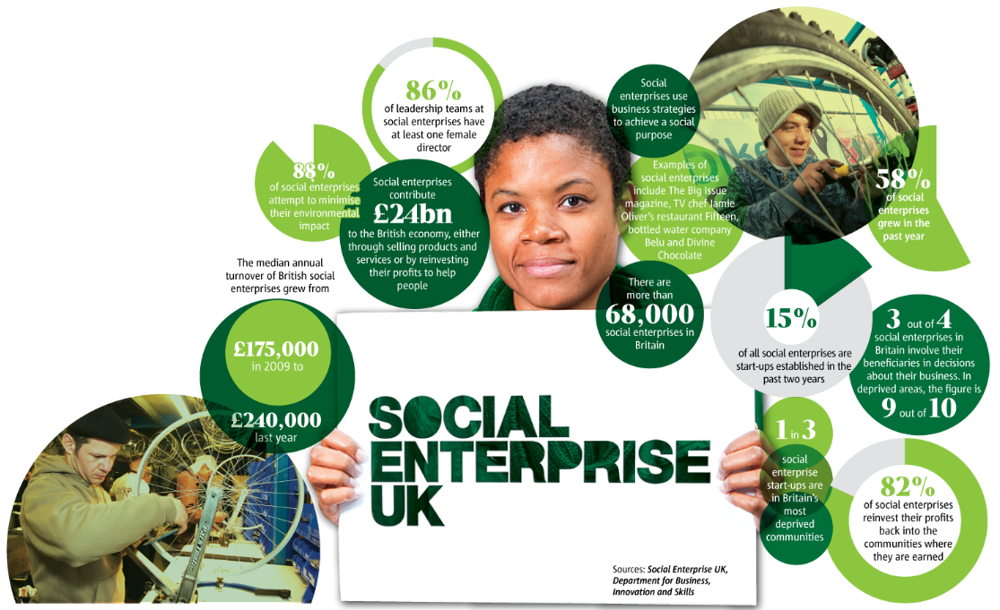 86%
of leadership teams at
social enterprises have
at least one female
director
88%
of social enterprises
attempt to minimise
their environmental
impact
Social enterprises
contribute
£24bn
to the British economy, either
through selling products and
services or by reinvesting
their profits to help
people
The median annual
turnover of British social
enterprises grew from
£175,000
in 2009 to
£240,000
last year
Social
enterprises use
business strategies
to achieve a social
purpose
Examples of
social enterprises
include The Big Issue
magazine, TV chef Jamie
Oliver's restaurant Fifteen,
bottled water company
Belu and Divine
Chocolate
There are
more than
68,000
social enterprises in
Britain
58%
of social
enterprises
grew in the
past year
15%
of all social enterprises are
start-ups established in the
past two years
3 out of 4
social enterprises in
Britain involve their
beneficiaries in decisions
about their business. In
deprived areas, the figure is
9 out of 10
1 in 3
social
enterprise
start-ups are
in Britain's
most
deprived
communities
82%
of social enterprises
reinvest their profits
back into the
communities where
they are earned
SOCIAL
ENTERPRISE
UK
Sources: Social Enterprise UK,
Department for Business,
Innovation and Skills